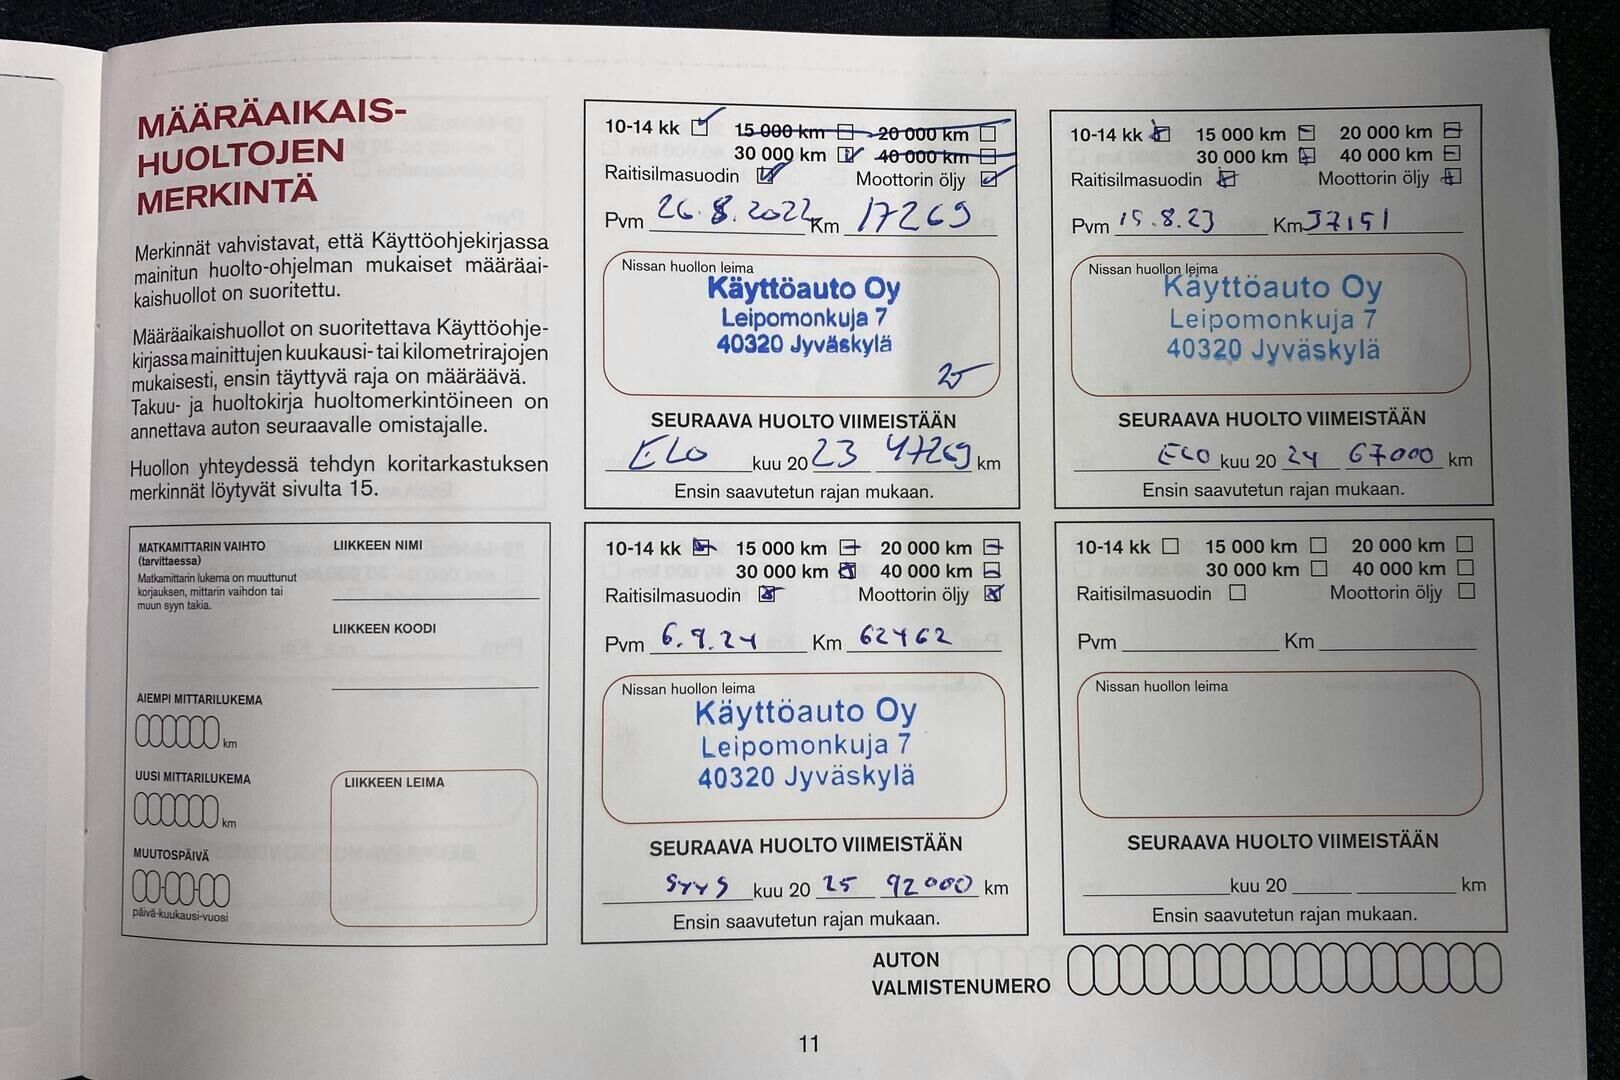 MÄÄRÄAIKAIS-
HUOLTOJEN
MERKINTÄ
Merkinnät vahvistavat, että Käyttöohjekirjassa
mainitun huolto-ohjelman mukaiset määräai-
kaishuollot on suoritettu.
Määräaikaishuollot on suoritettava Käyttöohje-
kirjassa mainittujen kuukausi- tai kilometrirajojen
mukaisesti, ensin täyttyvä raja on määräävä.
Takuu- ja huoltokirja huoltomerkintöineen on
annettava auton seuraavalle omistajalle.
Huollon yhteydessä tehdyn koritarkastuksen
merkinnät löytyvät sivulta 15.
MATKAMITTARIN VAIHTO
(tarvittaessa)
Matkamittarin lukema on muuttunut
korjauksen, mittarin vaihdon tai
muun syyn takia.
LIIKKEEN NIMI
LIIKKEEN KOODI
AIEMPI MITTARILUKEMA
km
UUSI MITTARILUKEMA
km
MUUTOSPÄIVÄ
päivä-kuukausi-vuosi
LIIKKEEN LEIMA
10-14 kk 15 000 km 20 000 km
30 000 km 40 000 km
Raitisilmasuodin Moottorin öljy
Pvm 26.8.2022 Km 17269
Nissan huollon leima
Käyttöauto Oy
Leipomonkuja 7
40320 Jyväskylä
SEURAAVA HUOLTO VIIMEISTÄÄN
ELO kuu 20 23 47269 km
Ensin saavutetun rajan mukaan.
10-14 kk 15 000 km 20 000 km
30 000 km 40 000 km
Raitisilmasuodin Moottorin öljy
Pvm 15.8.23 Km 37151
Nissan huollon leima
Käyttöauto Oy
Leipomonkuja 7
40320 Jyväskylä
SEURAAVA HUOLTO VIIMEISTÄÄN
ELO kuu 20 24 67000 km
Ensin saavutetun rajan mukaan.
10-14 kk 15 000 km 20 000 km
30 000 km 40 000 km
Raitisilmasuodin Moottorin öljy
Pvm 6.9.24 Km 62462
Nissan huollon leima
Käyttöauto Oy
Leipomonkuja 7
40320 Jyväskylä
SEURAAVA HUOLTO VIIMEISTÄÄN
SYYS kuu 20 25 92000 km
Ensin saavutetun rajan mukaan.
10-14 kk 15 000 km 20 000 km
30 000 km 40 000 km
Raitisilmasuodin Moottorin öljy
Pvm Km
Nissan huollon leima
SEURAAVA HUOLTO VIIMEISTÄÄN
kuu 20 km
Ensin saavutetun rajan mukaan.
AUTON
VALMISTENUMERO
11